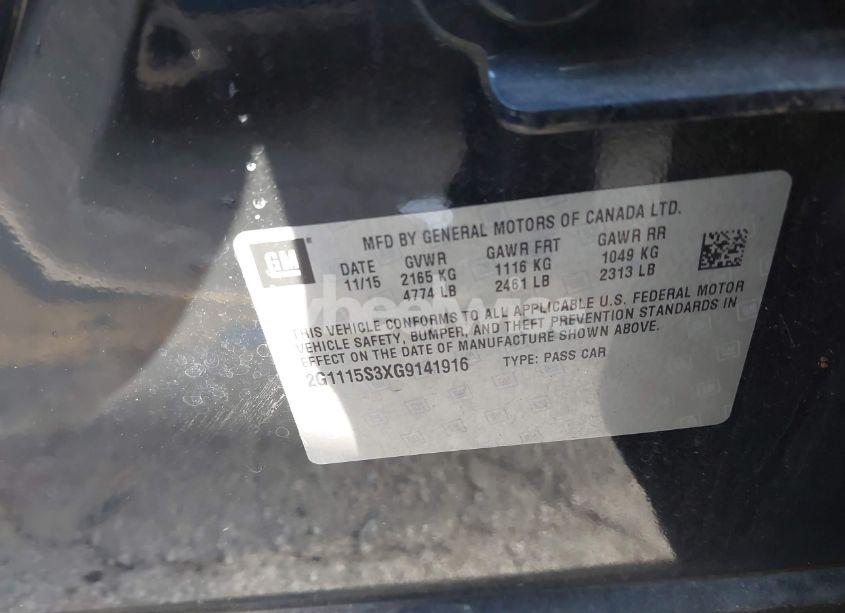 GM
MFD BY GENERAL MOTORS OF CANADA LTD.
DATE GVWR GAWR FRT GAWR RR
11/15 2165 KG 1116 KG 1049 KG
4774 LB 2461 LB 2313 LB
THIS VEHICLE CONFORMS TO ALL APPLICABLE U.S. FEDERAL MOTOR
VEHICLE SAFETY, BUMPER, AND THEFT PREVENTION STANDARDS IN
EFFECT ON THE DATE OF MANUFACTURE SHOWN ABOVE.
2G1115S3XG9141916 TYPE: PASS CAR